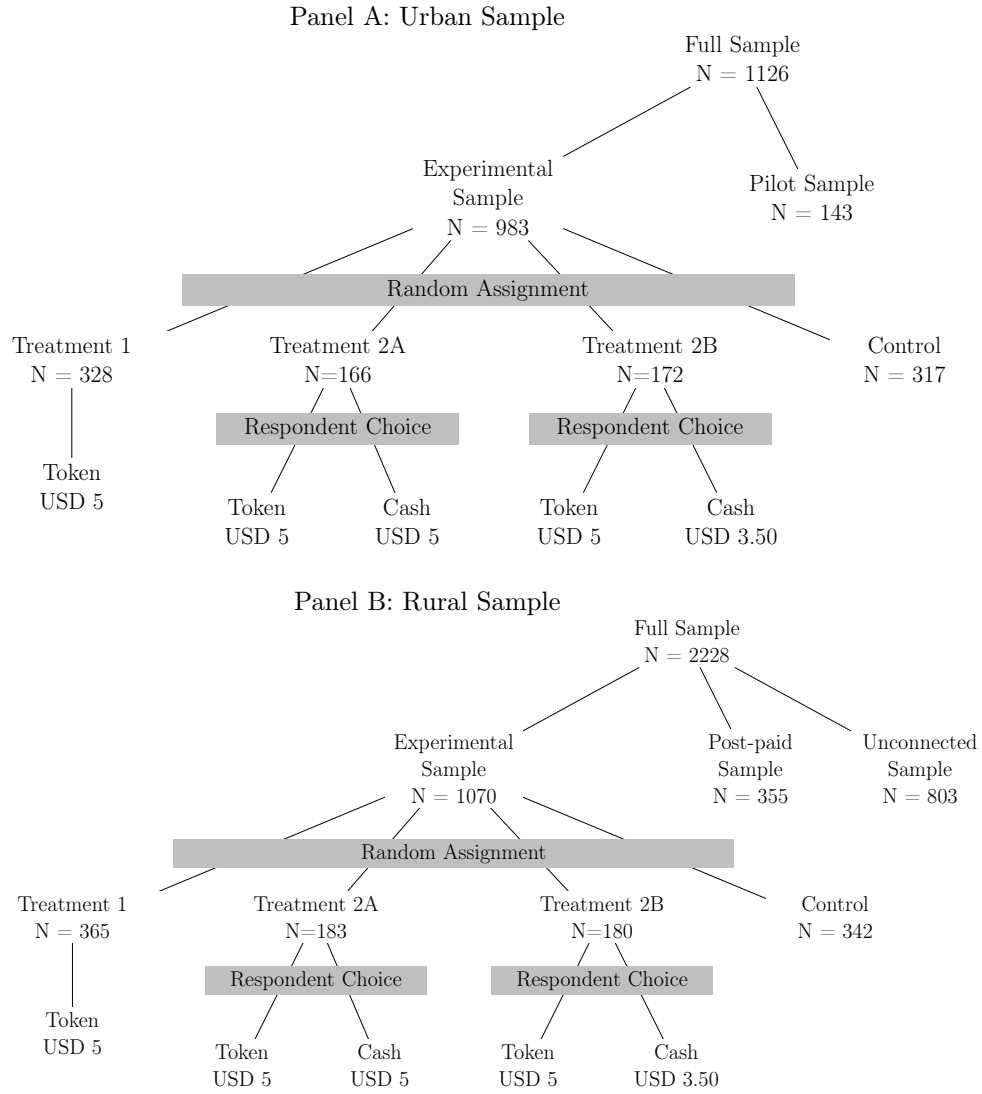 Panel A: Urban Sample
Full Sample
N = 1126
Experimental
Sample
N = 983
Pilot Sample
N = 143
Random Assignment
Treatment 1
N = 328
Treatment 2A
N=166
Treatment 2B
N=172
Control
N = 317
Respondent Choice
Respondent Choice
Token
USD 5
Token
USD 5
Cash
USD 5
Token
USD 5
Cash
USD 3.50
Panel B: Rural Sample
Full Sample
N = 2228
Experimental
Sample
N = 1070
Post-paid
Sample
N = 355
Unconnected
Sample
N = 803
Random Assignment
Treatment 1
N = 365
Treatment 2A
N=183
Treatment 2B
N=180
Control
N = 342
Respondent Choice
Respondent Choice
Token
USD 5
Token
USD 5
Cash
USD 5
Token
USD 5
Cash
USD 3.50